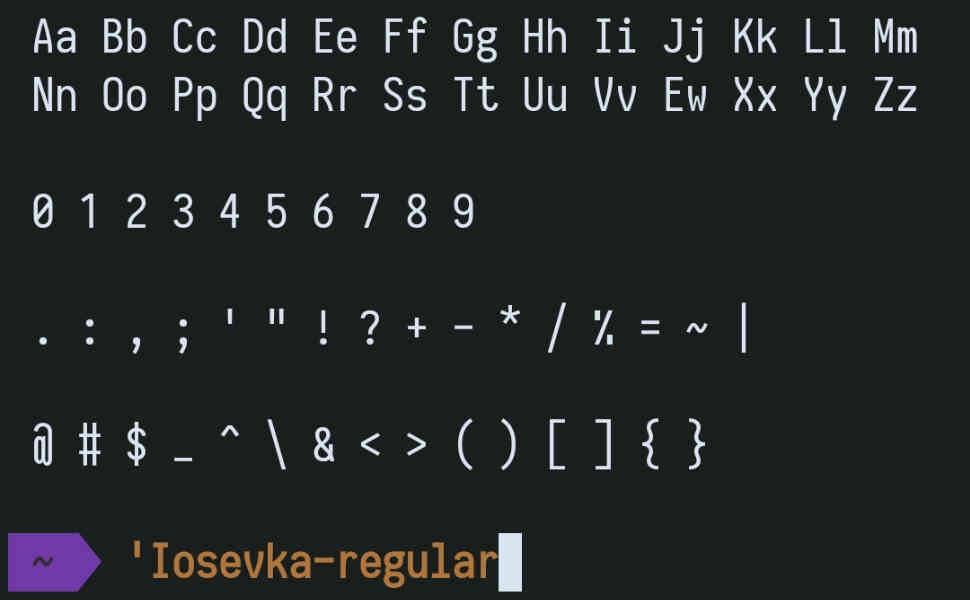 Aa Bb Cc Dd Ee Ff Gg Hh Ii Jj Kk Ll Mm
Nn Oo Pp Qq Rr Ss Tt Uu Vv Ew Xx Yy Zz
0 1 2 3 4 5 6 7 8 9
. : , ; ' " ! ? + - * / % = ~ |
@ # $ _ ^ \ & < > ( ) [ ] { }
~ 'Iosevka-regular